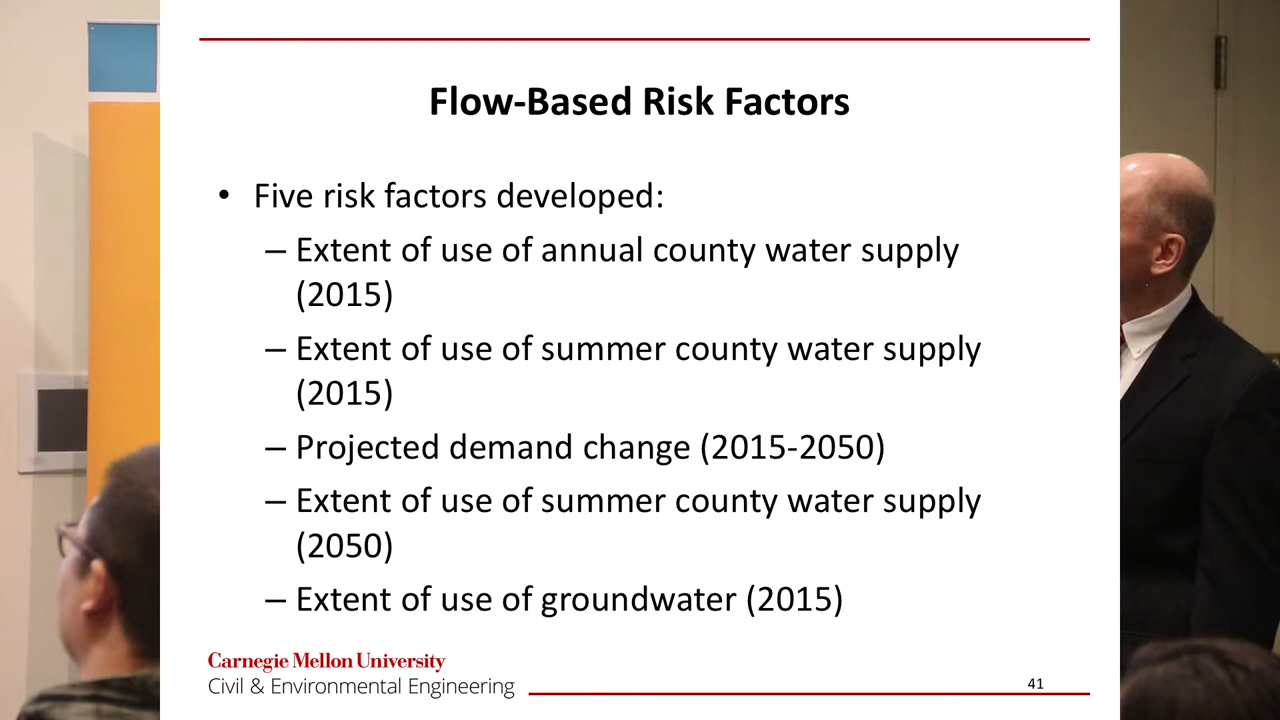 Flow-Based Risk Factors
• Five risk factors developed:
– Extent of use of annual county water supply
(2015)
– Extent of use of summer county water supply
(2015)
– Projected demand change (2015-2050)
– Extent of use of summer county water supply
(2050)
– Extent of use of groundwater (2015)
Carnegie Mellon University
Civil & Environmental Engineering
41